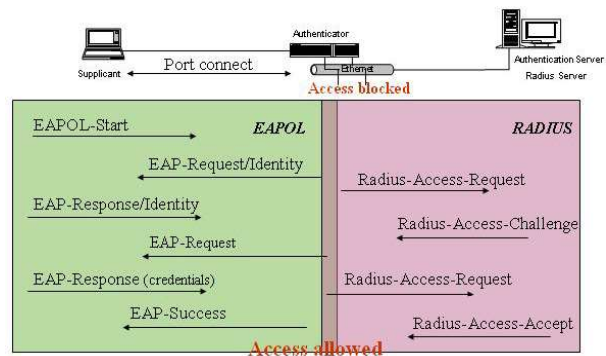 Authenticator
Supplicant
Port connect
Ethernet
Authentication Server
Radius Server
Access blocked
EAPOL
RADIUS
EAPOL-Start
EAP-Request/Identity
Radius-Access-Request
EAP-Response/Identity
Radius-Access-Challenge
EAP-Request
EAP-Response (credentials)
Radius-Access-Request
EAP-Success
Radius-Access-Accept
Access allowed